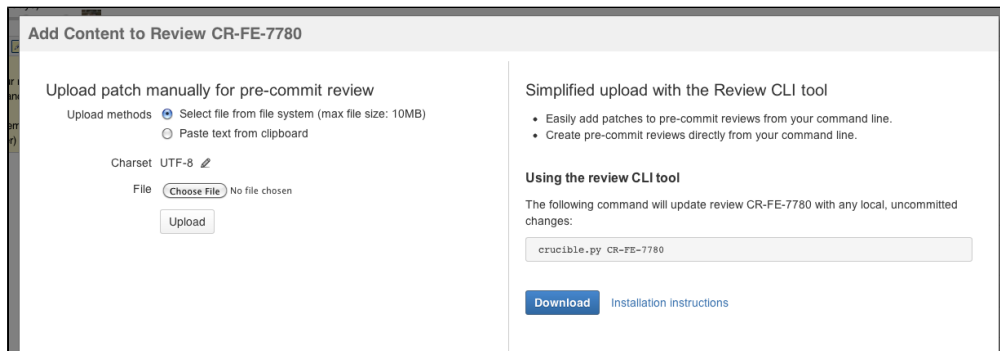 Add Content to Review CR-FE-7780
Upload patch manually for pre-commit review
Upload methods
Select file from file system (max file size: 10MB)
Paste text from clipboard
Charset UTF-8
File Choose File No file chosen
Upload
Simplified upload with the Review CLI tool
• Easily add patches to pre-commit reviews from your command line.
• Create pre-commit reviews directly from your command line.
Using the review CLI tool
The following command will update review CR-FE-7780 with any local, uncommitted
changes:
crucible.py CR-FE-7780
Download Installation instructions